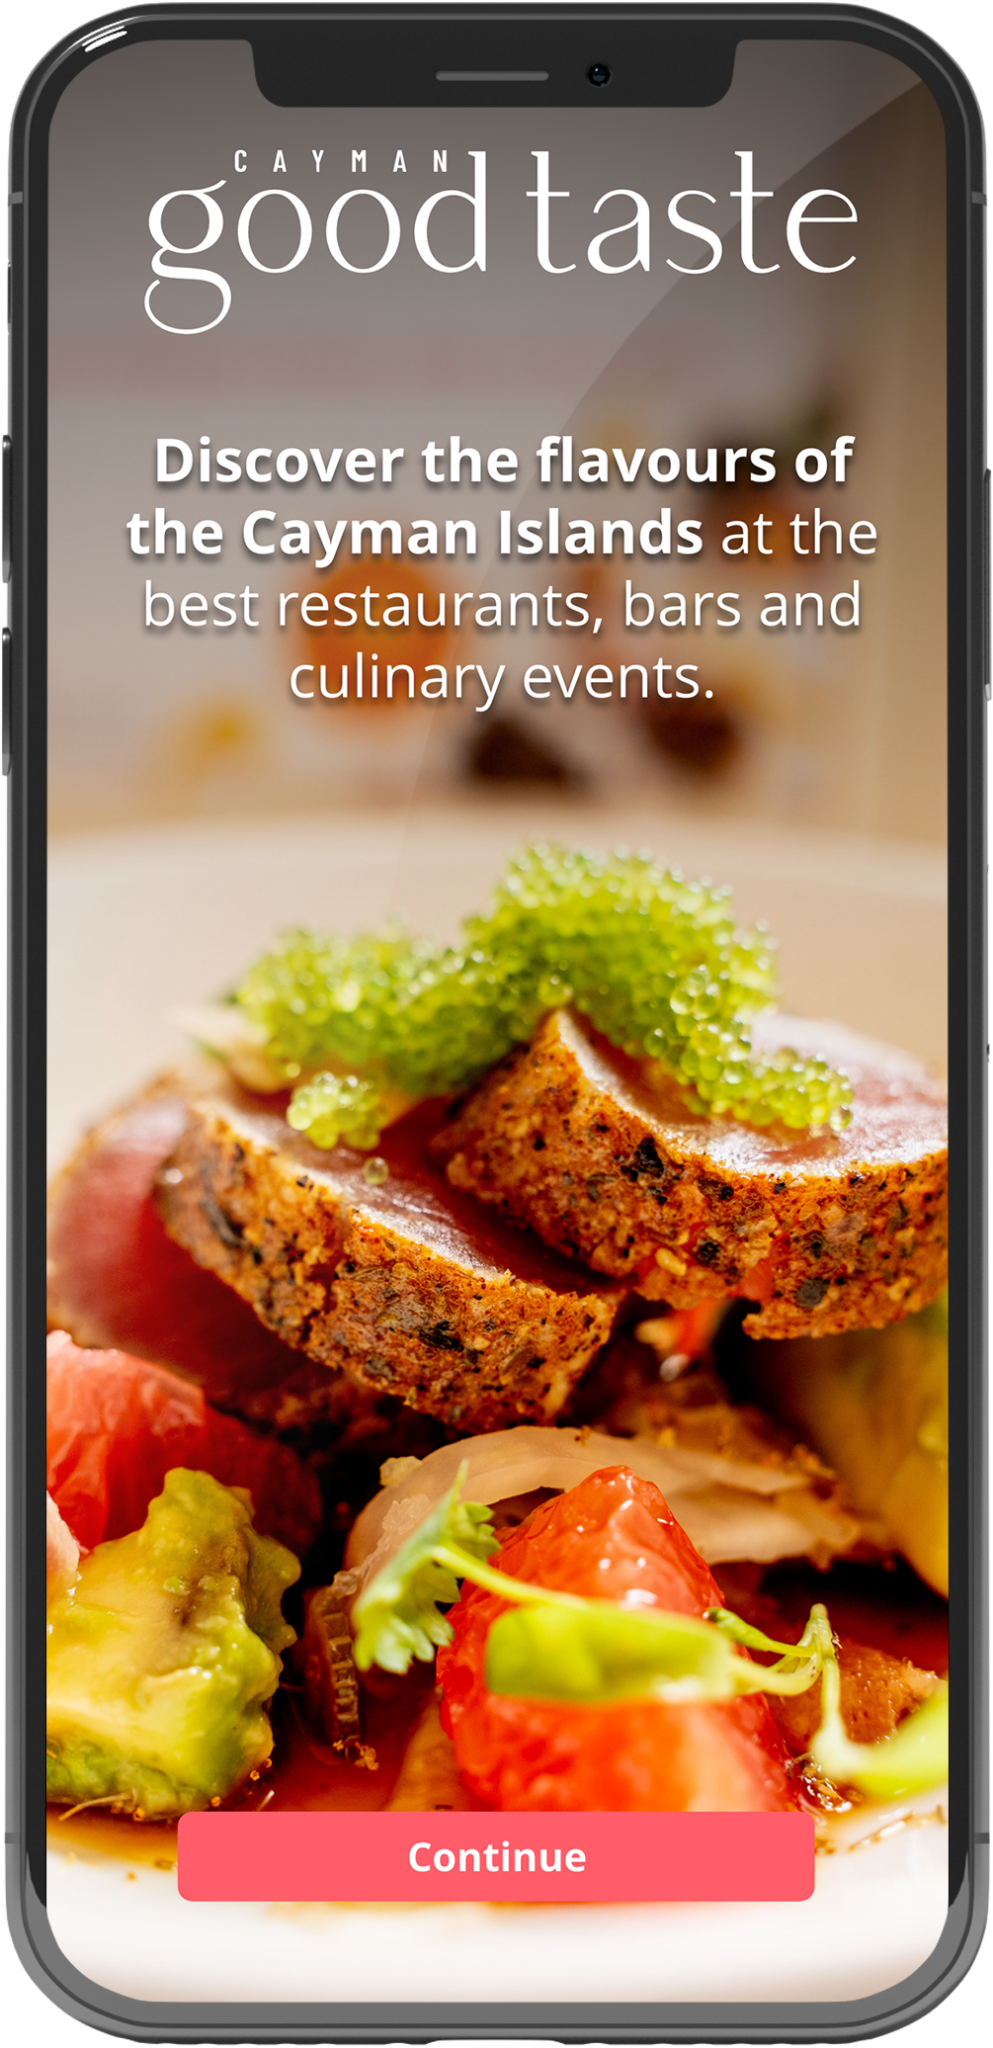 CAYMAN
good taste
Discover the flavours of
the Cayman Islands at the
best restaurants, bars and
culinary events.
Continue